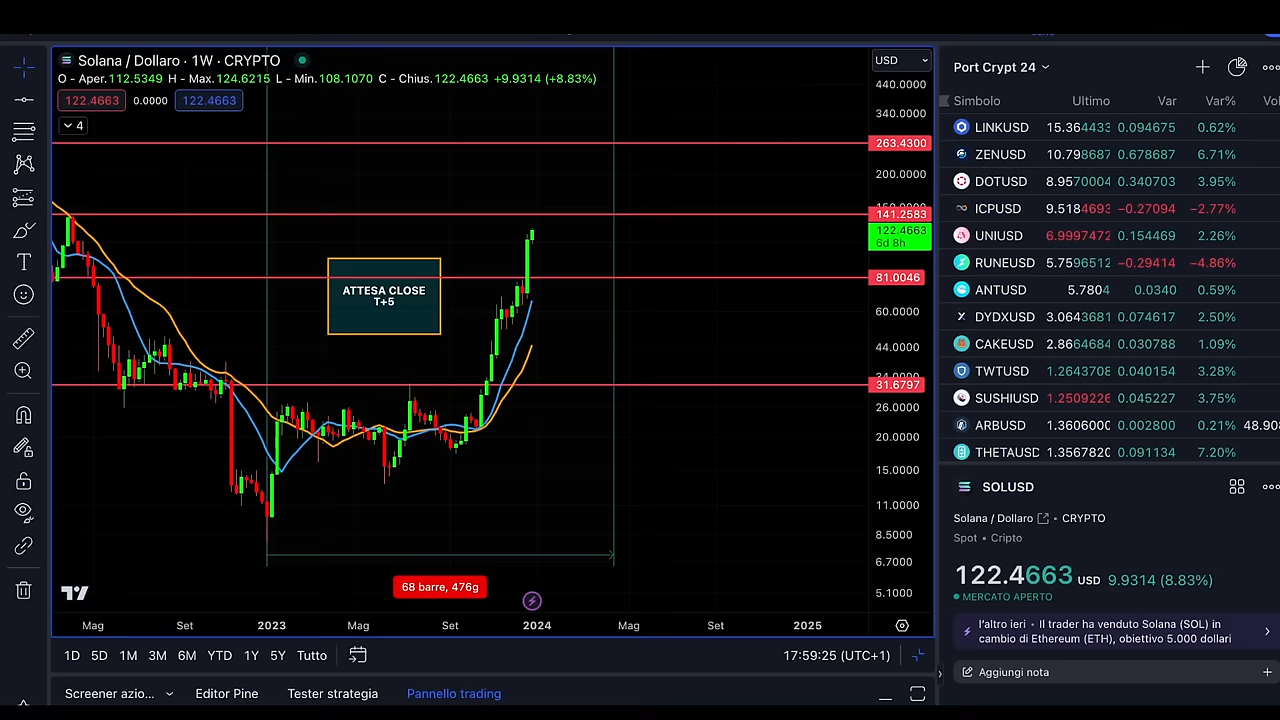 Solana / Dollaro · 1W · CRYPTO
O - Aper.112.5349 H - Max.124.6215 L - Min.108.1070 C - Chius.122.4663 +9.9314 (+8.83%)
122.4663 0.0000 122.4663
4
USD
440.0000
340.0000
263.4300
200.0000
141.2583
122.4663
6d 8h
81.0046
60.0000
44.0000
31.6797
26.0000
20.0000
15.0000
11.0000
8.5000
6.7000
5.1000
ATTESA CLOSE
T+5
68 barre, 476g
Mag Set 2023 Mag Set 2024 Mag Set 2025
1D 5D 1M 3M 6M YTD 1Y 5Y Tutto
17:59:25 (UTC+1)
Screener azio... Editor Pine Tester strategia Pannello trading
Port Crypt 24
Simbolo Ultimo Var Var%
LINKUSD 15.364433 0.094675 0.62%
ZENUSD 10.798687 0.678687 6.71%
DOTUSD 8.9570004 0.340703 3.95%
ICPUSD 9.5184693 −0.27094 −2.77%
UNIUSD 6.9997472 0.154469 2.26%
RUNEUSD 5.7596512 −0.29414 −4.86%
ANTUSD 5.7804 0.0340 0.59%
DYDXUSD 3.0643681 0.074617 2.50%
CAKEUSD 2.8664684 0.030788 1.09%
TWTUSD 1.2643708 0.040154 3.28%
SUSHIUSD 1.2509226 0.045227 3.75%
ARBUSD 1.3606000 0.002800 0.21% 48.908
THETAUSD 1.3567820 0.091134 7.20%
SOLUSD
Solana / Dollaro • CRYPTO
Spot • Cripto
122.4663 USD 9.9314 (8.83%)
MERCATO APERTO
l'altro ieri • Il trader ha venduto Solana (SOL) in
cambio di Ethereum (ETH), obiettivo 5.000 dollari
Aggiungi nota